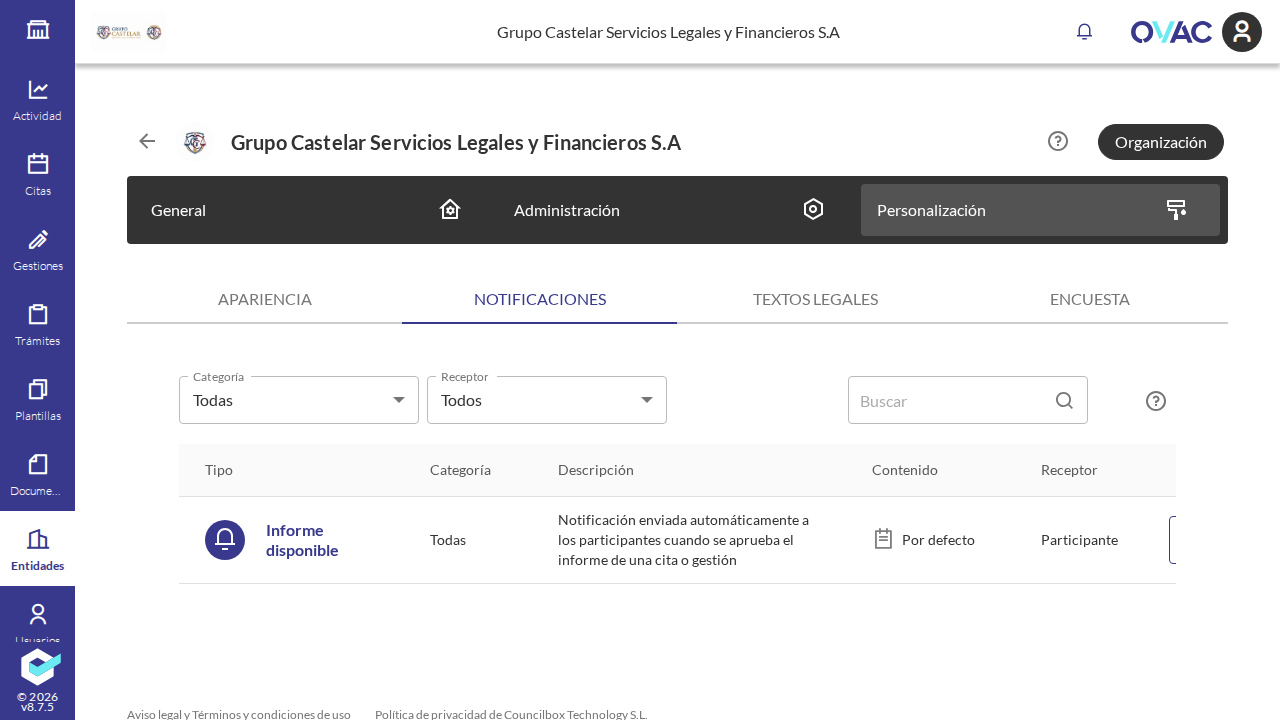 GRUPO
CASTELAR
Grupo Castelar Servicios Legales y Financieros S.A
OVAC
Actividad
Citas
Gestiones
Trámites
Plantillas
Docume...
Entidades
Usuarios
© 2026
v8.7.5
Grupo Castelar Servicios Legales y Financieros S.A
Organización
General
Administración
Personalización
APARIENCIA
NOTIFICACIONES
TEXTOS LEGALES
ENCUESTA
Categoría
Todas
Receptor
Todos
Buscar
Tipo
Categoría
Descripción
Contenido
Receptor
Informe
disponible
Todas
Notificación enviada automáticamente a
los participantes cuando se aprueba el
informe de una cita o gestión
Por defecto
Participante
Aviso legal y Términos y condiciones de uso
Política de privacidad de Councilbox Technology S.L.